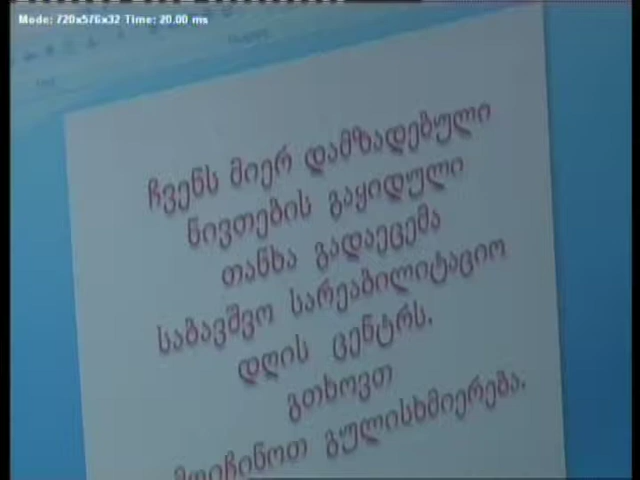 Mode: 720x576x32 Time: 20.00 ms
ჩვენს მიერ დამზადებული
ნივთების გაყიდული
თანხა გადაეცემა
საბავშვო სარეაბილიტაციო
დღის ცენტრს.
გთხოვთ
მოიჩინოთ გულისხმიერება.